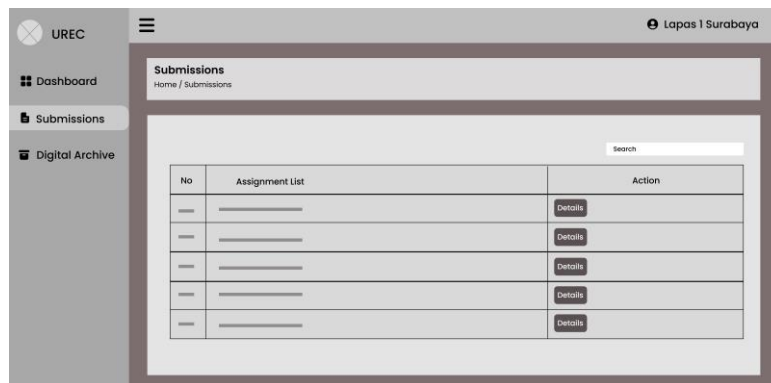 UREC
Lapas 1 Surabaya
Dashboard
Submissions
Digital Archive
Submissions
Home / Submissions
Search
No Assignment List Action
Details
Details
Details
Details
Details